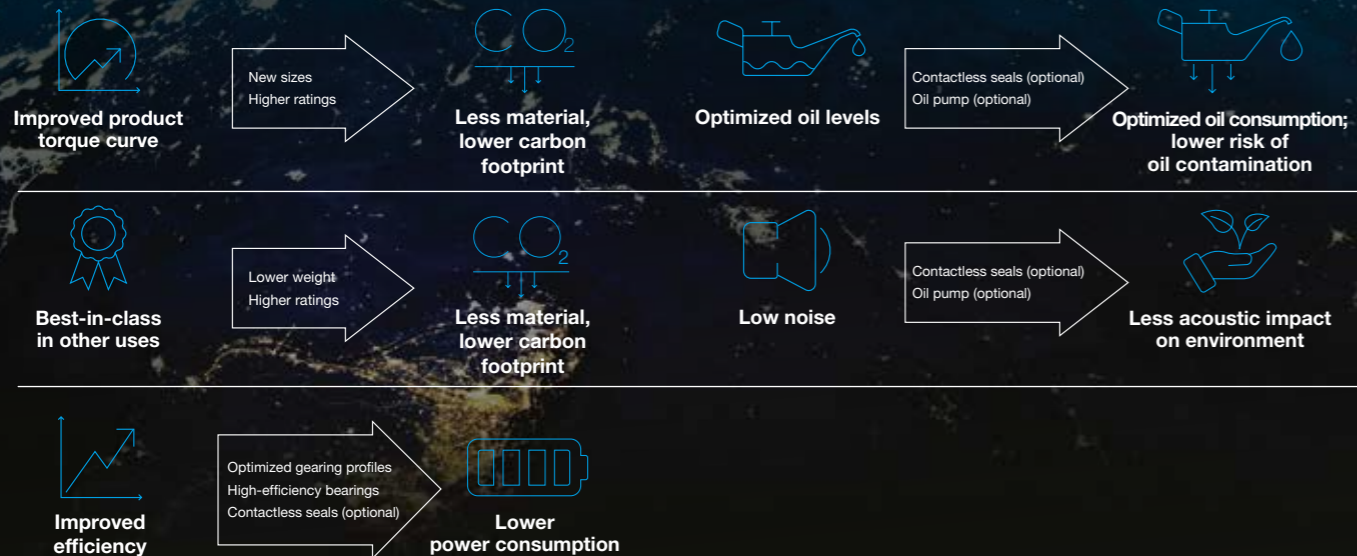 Improved product
torque curve
New sizes
Higher ratings
CO2
Less material,
lower carbon
footprint
Optimized oil levels
Contactless seals (optional)
Oil pump (optional)
Optimized oil consumption;
lower risk of
oil contamination
Best-in-class
in other uses
Lower weight
Higher ratings
CO2
Less material,
lower carbon
footprint
Low noise
Contactless seals (optional)
Oil pump (optional)
Less acoustic impact
on environment
Improved
efficiency
Optimized gearing profiles
High-efficiency bearings
Contactless seals (optional)
Lower
power consumption